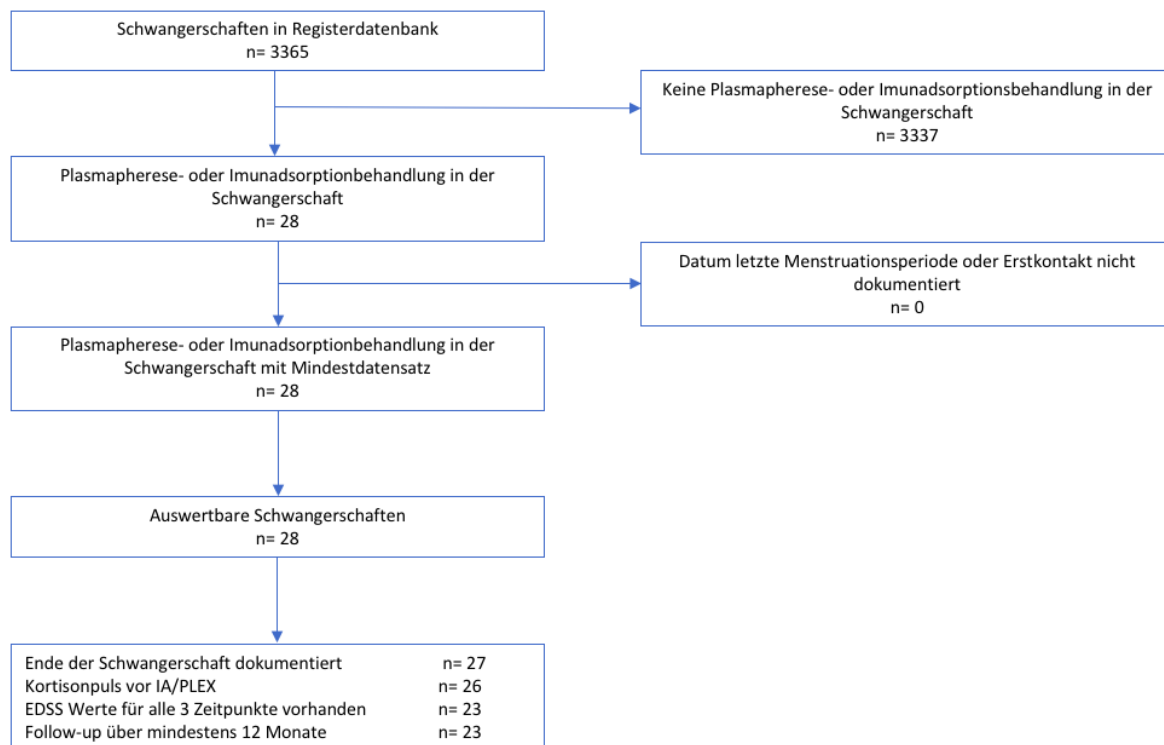 Schwangerschaften in Registerdatenbank
n= 3365
Keine Plasmapherese- oder Imunadsorptionsbehandlung in der
Schwangerschaft
n= 3337
Plasmapherese- oder Imunadsorptionbehandlung in der
Schwangerschaft
n= 28
Datum letzte Menstruationsperiode oder Erstkontakt nicht
dokumentiert
n= 0
Plasmapherese- oder Imunadsorptionbehandlung in der
Schwangerschaft mit Mindestdatensatz
n= 28
Auswertbare Schwangerschaften
n= 28
Ende der Schwangerschaft dokumentiert n= 27
Kortisonpuls vor IA/PLEX n= 26
EDSS Werte für alle 3 Zeitpunkte vorhanden n= 23
Follow-up über mindestens 12 Monate n= 23